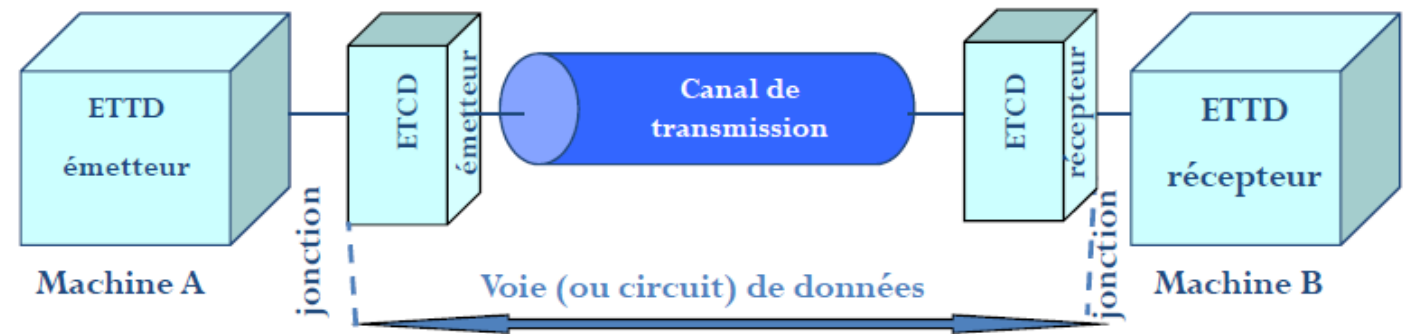 ETTD
émetteur
Machine A
jonction
ETCD
émetteur
Canal de
transmission
Voie (ou circuit) de données
ETCD
récepteur
jonction
ETTD
récepteur
Machine B